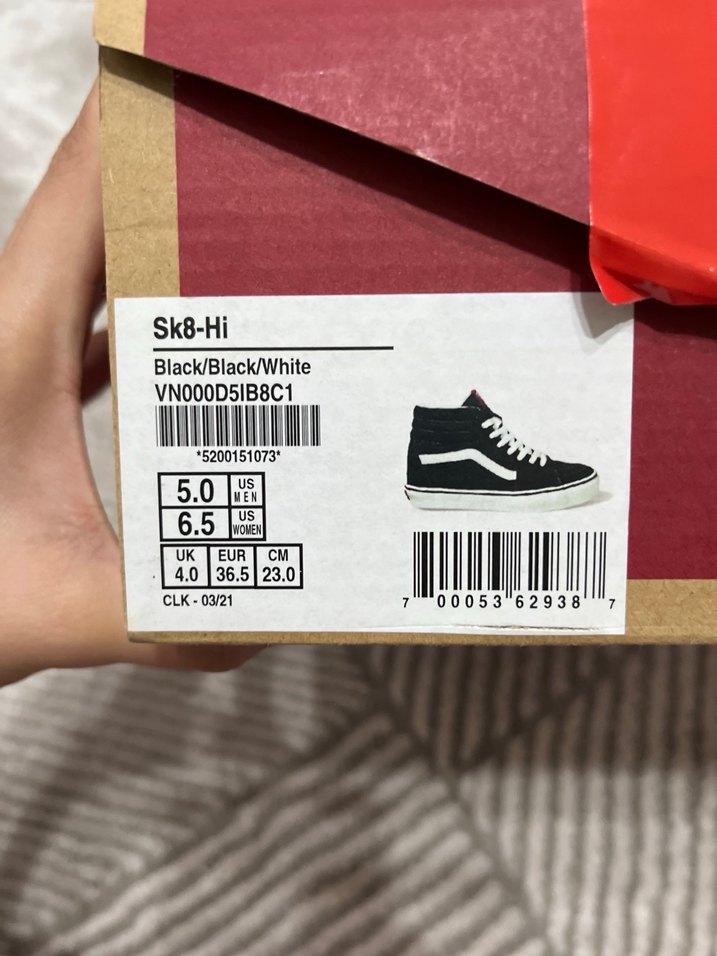 Sk8-Hi
Black/Black/White
VN000D5IB8C1
*5200151073*
5.0 US MEN
6.5 US WOMEN
UK EUR CM
4.0 36.5 23.0
CLK - 03/21
7 00053 62938 7